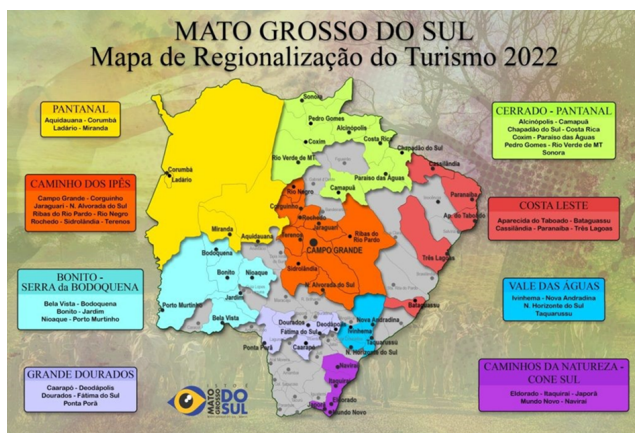 MATO GROSSO DO SUL
Mapa de Regionalização do Turismo 2022
PANTANAL
Aquidauana - Corumbá
Ladário - Miranda
CAMINHO DOS IPÊS
Campo Grande - Corguinho
Jaraguari - N. Alvorada do Sul
Ribas do Rio Pardo - Rio Negro
Rochedo - Sidrolândia - Terenos
BONITO -
SERRA da BODOQUENA
Bela Vista - Bodoquena
Bonito - Jardim
Nioaque - Porto Murtinho
GRANDE DOURADOS
Caarapó - Deodápolis
Dourados - Fátima do Sul
Ponta Porã
CERRADO - PANTANAL
Alcinópolis - Camapuã
Chapadão do Sul - Costa Rica
Coxim - Paraíso das Águas
Pedro Gomes - Rio Verde de MT
Sonora
COSTA LESTE
Aparecida do Taboado - Bataguassu
Cassilândia - Paranaíba - Três Lagoas
VALE DAS ÁGUAS
Ivinhema - Nova Andradina
N. Horizonte do Sul
Taquarussu
CAMINHOS DA NATUREZA -
CONE SUL
Eldorado - Itaquiraí - Japorã
Mundo Novo - Naviraí
Sonora
Pedro Gomes
Alcinópolis
Coxim
Costa Rica
Chapadão do Sul
Rio Verde de MT
Cassilândia
Paraíso das Águas
Corumbá
Ladário
Rio Negro
Camapuã
Paranaíba
Corguinho
Ap. do Taboado
Rochedo
Jaraguari
Miranda
Aquidauana
Terenos
Ribas do
Rio Pardo
CAMPO GRANDE
Bodoquena
Três Lagoas
Sidrolândia
Bonito
Nioaque
N. Alvorada do Sul
Jardim
Porto Murtinho
Bataguassu
Bela Vista
Dourados
Deodápolis
Nova Andradina
Fátima do Sul
Ivinhema
Ponta Porã
Caarapó
Taquarussu
N. Horizonte do Sul
Naviraí
Itaquiraí
Eldorado
Japorã
Mundo Novo
MATO
GROSSO
DO
SUL